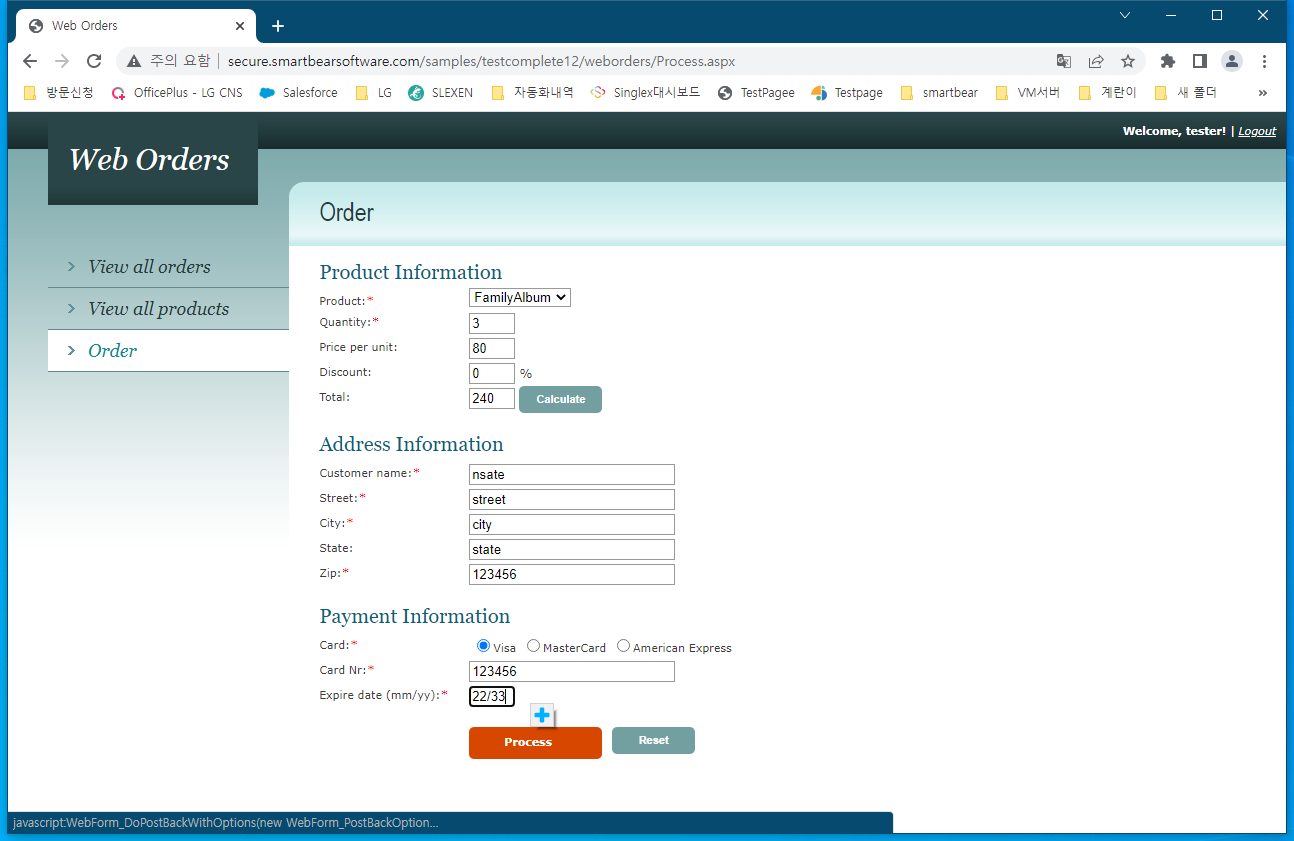 Web Orders
주의 요함 | secure.smartbearsoftware.com/samples/testcomplete12/weborders/Process.aspx
방문신청 OfficePlus - LG CNS Salesforce LG SLEXEN 자동화내역 Singlex대시보드 TestPagee Testpage smartbear VM서버 계란이 새 폴더 »
Welcome, tester! | Logout
Web Orders
Order
View all orders
View all products
Order
Product Information
Product:* FamilyAlbum
Quantity:* 3
Price per unit: 80
Discount: 0 %
Total: 240 Calculate
Address Information
Customer name:* nsate
Street:* street
City:* city
State: state
Zip:* 123456
Payment Information
Card:* Visa MasterCard American Express
Card Nr:* 123456
Expire date (mm/yy):* 22/33
Process Reset
javascript:WebForm_DoPostBackWithOptions(new WebForm_PostBackOption...